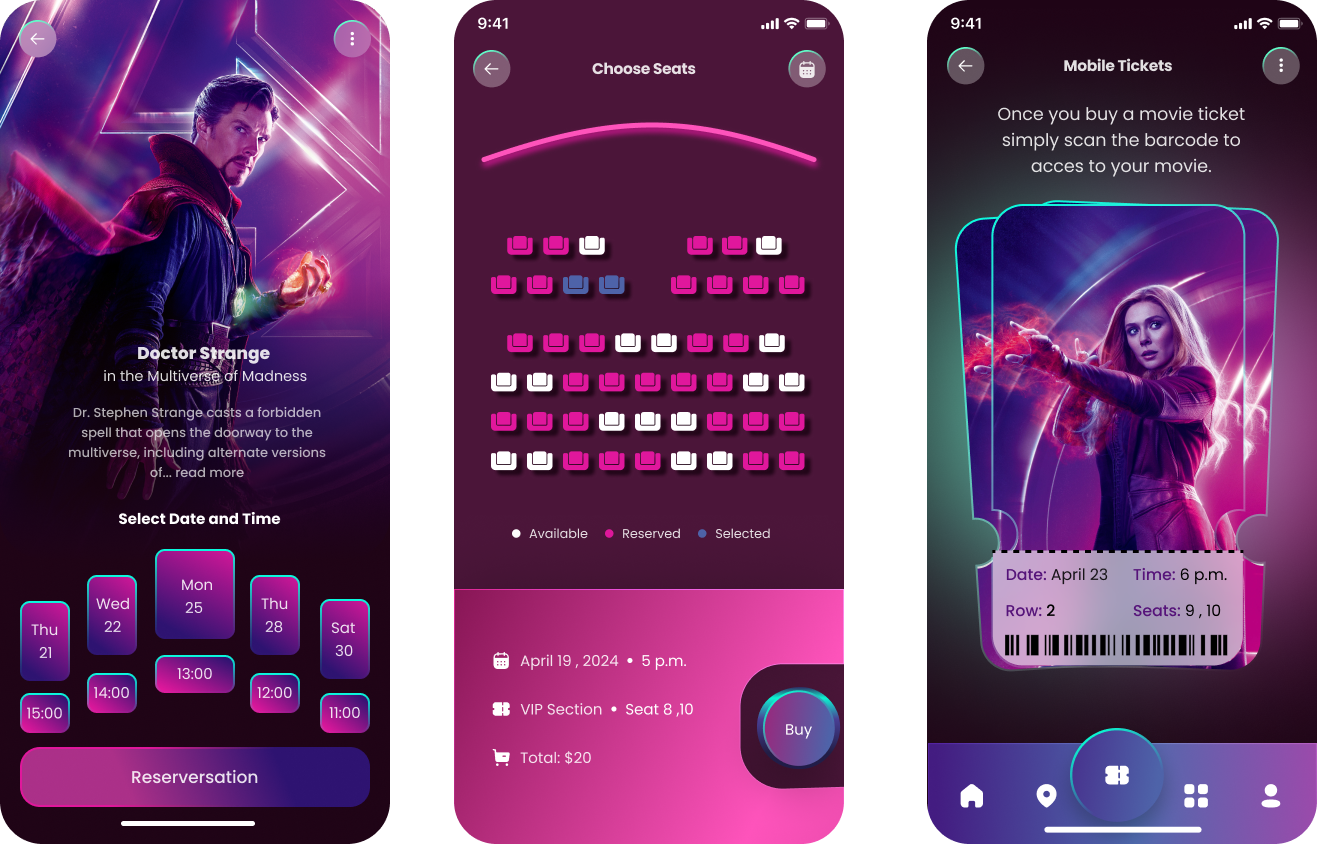 Doctor Strange
in the Multiverse of Madness
Dr. Stephen Strange casts a forbidden
spell that opens the doorway to the
multiverse, including alternate versions
of... read more
Select Date and Time
Thu
21
Wed
22
Mon
25
Thu
28
Sat
30
15:00
14:00
13:00
12:00
11:00
Reserversation
9:41
Choose Seats
Available
Reserved
Selected
April 19 , 2024 • 5 p.m.
VIP Section • Seat 8 ,10
Total: $20
Buy
9:41
Mobile Tickets
Once you buy a movie ticket
simply scan the barcode to
acces to your movie.
Date: April 23 Time: 6 p.m.
Row: 2 Seats: 9 , 10